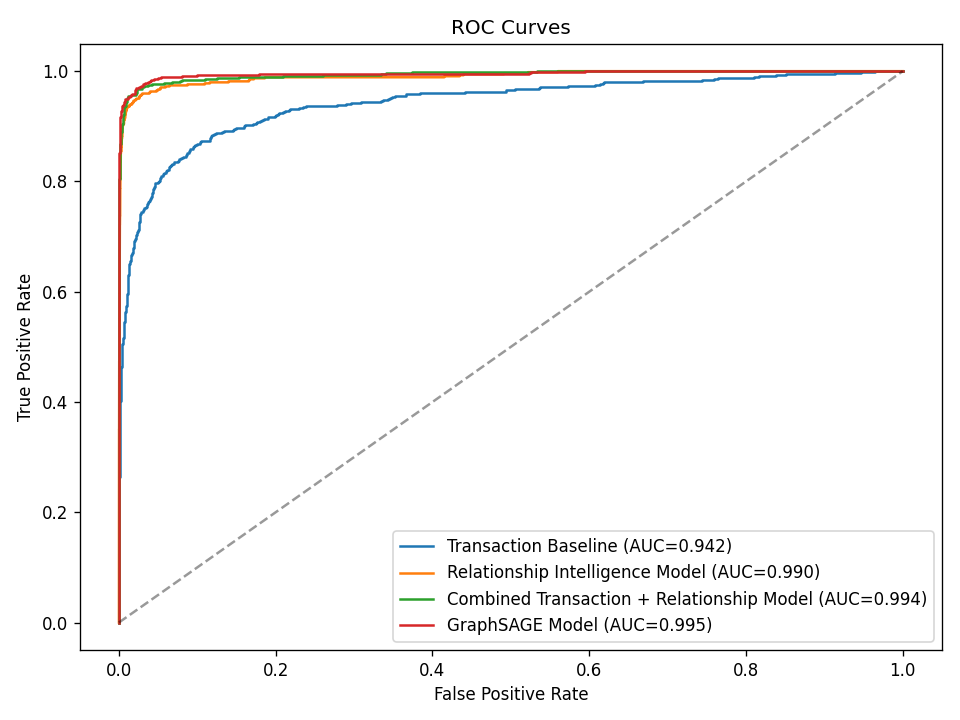 ROC Curves
True Positive Rate
1.0
0.8
0.6
0.4
0.2
0.0
Transaction Baseline (AUC=0.942)
Relationship Intelligence Model (AUC=0.990)
Combined Transaction + Relationship Model (AUC=0.994)
GraphSAGE Model (AUC=0.995)
0.0 0.2 0.4 0.6 0.8 1.0
False Positive Rate